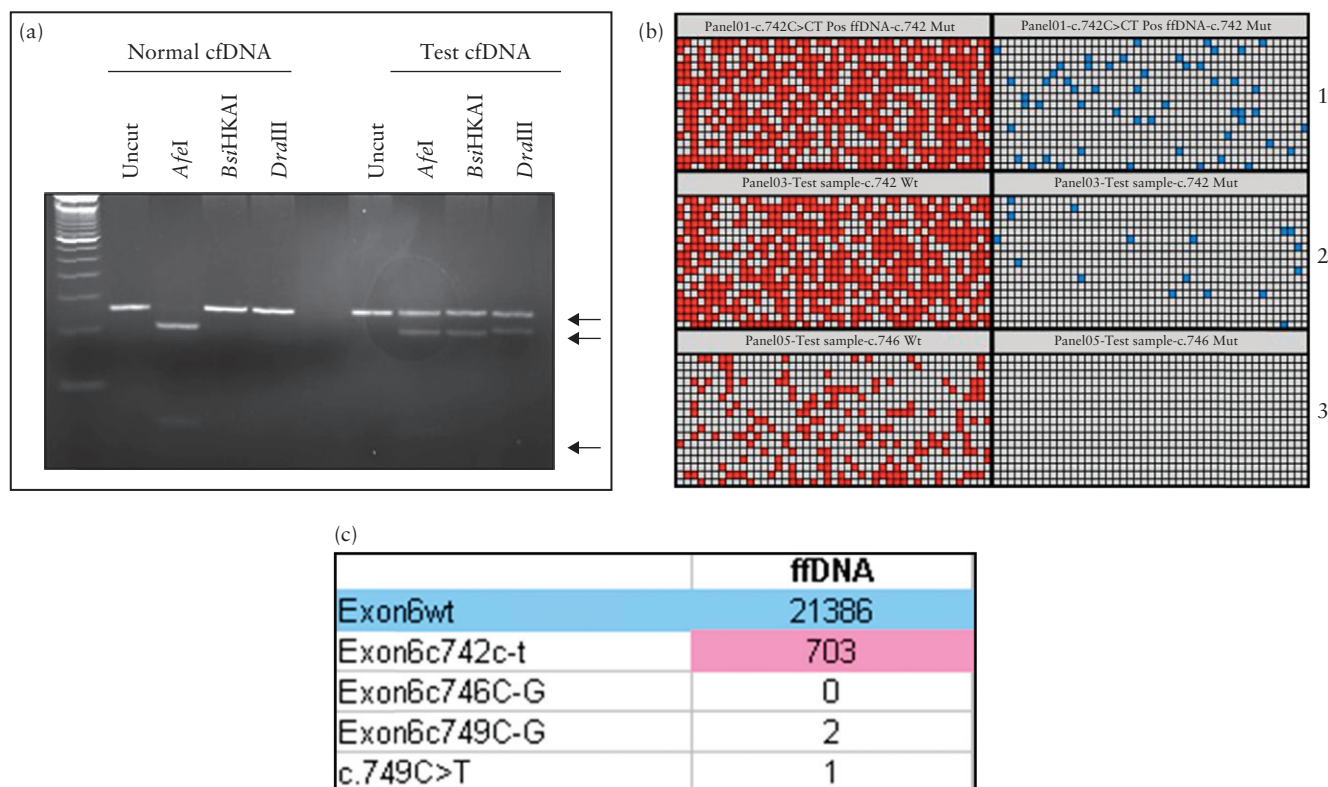 (a)
Normal cfDNA
Test cfDNA
Uncut
AfeI
BsiHKAI
DraIII
Uncut
AfeI
BsiHKAI
DraIII
(b)
Panel01-c.742C>CT Pos ffDNA-c.742 Mut
Panel01-c.742C>CT Pos ffDNA-c.742 Mut
1
Panel03-Test sample-c.742 Wt
Panel03-Test sample-c.742 Mut
2
Panel05-Test sample-c.746 Wt
Panel05-Test sample-c.746 Mut
3
(c)
ffDNA
Exon6wt 21386
Exon6c742c-t 703
Exon6c746C-G 0
Exon6c749C-G 2
c.749C>T 1